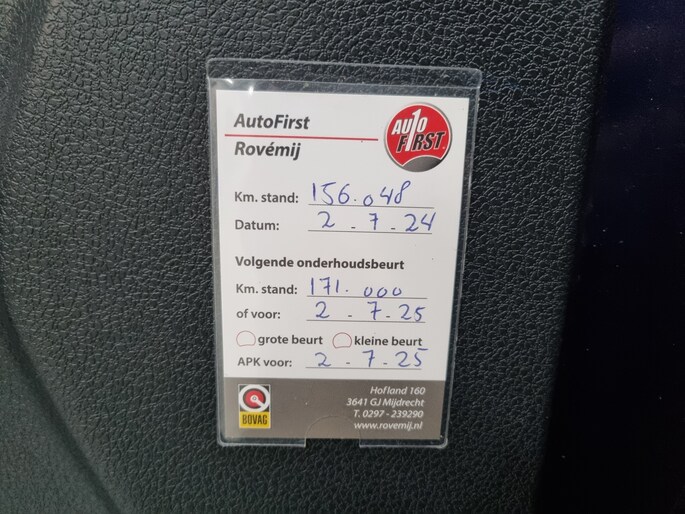 AutoFirst
Rovémij
AUTO
FIRST
1
Km. stand: 156.048
Datum: 2 - 7 - 24
Volgende onderhoudsbeurt
Km. stand: 171.000
of voor: 2 - 7 - 25
grote beurt kleine beurt
APK voor: 2 - 7 - 25
BOVAG
Hofland 160
3641 GJ Mijdrecht
T. 0297 - 239290
www.rovemij.nl